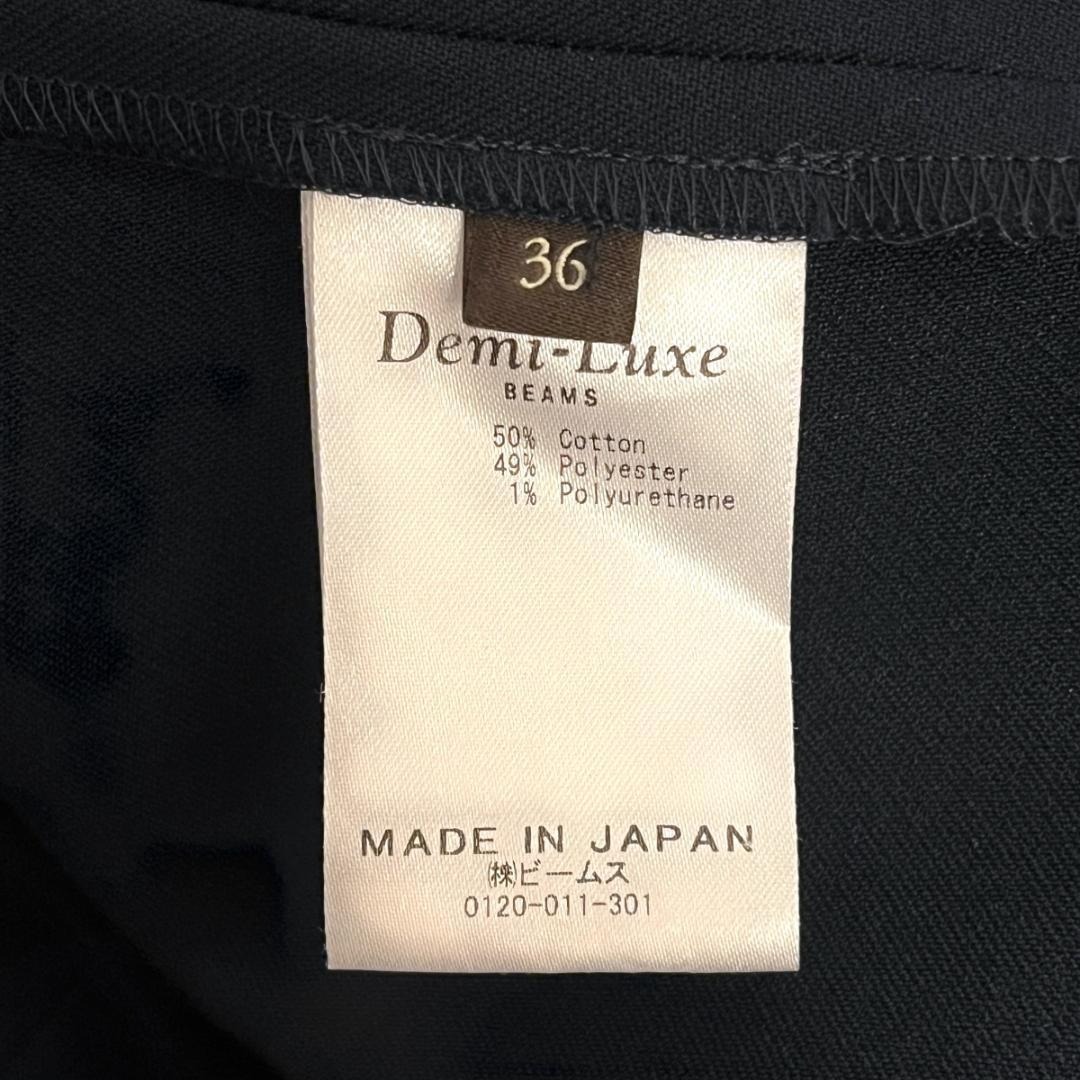 36
Demi-Luxe
BEAMS
50% Cotton
49% Polyester
1% Polyurethane
MADE IN JAPAN
㈱ビームス
0120-011-301